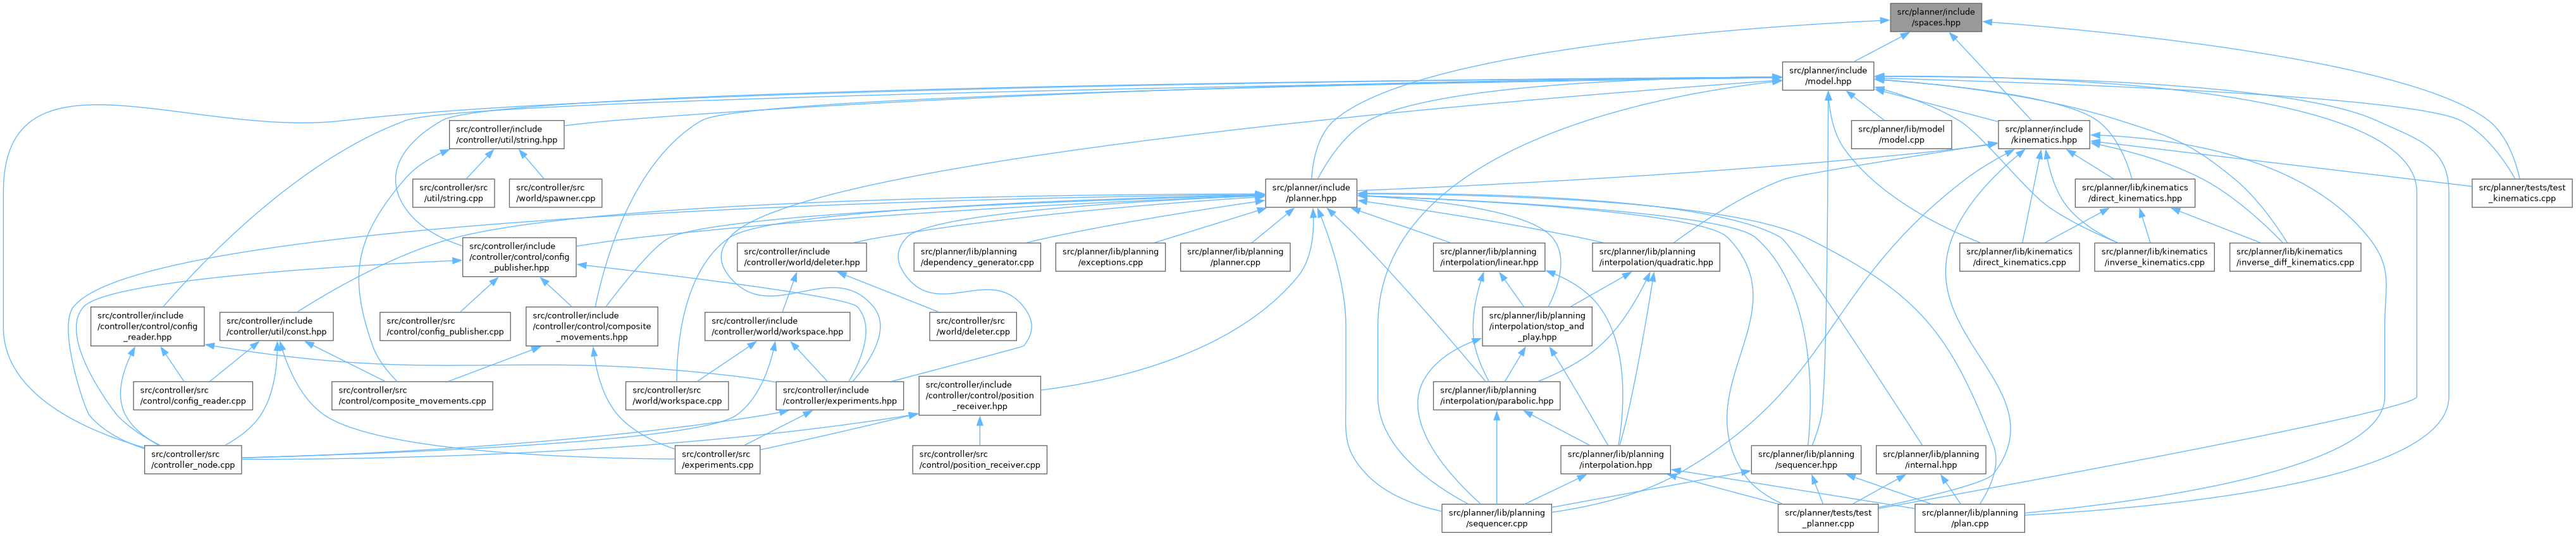 src/planner/include
/spaces.hpp
src/planner/include
/model.hpp
src/controller/include
/controller/util/string.hpp
src/planner/lib/model
/model.cpp
src/planner/include
/kinematics.hpp
src/controller/src
/util/string.cpp
src/controller/src
/world/spawner.cpp
src/planner/include
/planner.hpp
src/planner/lib/kinematics
/direct_kinematics.hpp
src/planner/tests/test
_kinematics.cpp
src/controller/include
/controller/control/config
_publisher.hpp
src/controller/include
/controller/world/deleter.hpp
src/planner/lib/planning
/dependency_generator.cpp
src/planner/lib/planning
/exceptions.cpp
src/planner/lib/planning
/planner.cpp
src/planner/lib/planning
/interpolation/linear.hpp
src/planner/lib/planning
/interpolation/quadratic.hpp
src/planner/lib/kinematics
/direct_kinematics.cpp
src/planner/lib/kinematics
/inverse_kinematics.cpp
src/planner/lib/kinematics
/inverse_diff_kinematics.cpp
src/controller/include
/controller/control/config
_reader.hpp
src/controller/include
/controller/util/const.hpp
src/controller/src
/control/config_publisher.cpp
src/controller/include
/controller/control/composite
_movements.hpp
src/controller/include
/controller/world/workspace.hpp
src/controller/src
/world/deleter.cpp
src/planner/lib/planning
/interpolation/stop_and
_play.hpp
src/controller/src
/control/config_reader.cpp
src/controller/src
/control/composite_movements.cpp
src/controller/src
/world/workspace.cpp
src/controller/include
/controller/experiments.hpp
src/controller/include
/controller/control/position
_receiver.hpp
src/planner/lib/planning
/interpolation/parabolic.hpp
src/controller/src
/controller_node.cpp
src/controller/src
/experiments.cpp
src/controller/src
/control/position_receiver.cpp
src/planner/lib/planning
/interpolation.hpp
src/planner/lib/planning
/sequencer.hpp
src/planner/lib/planning
/internal.hpp
src/planner/lib/planning
/sequencer.cpp
src/planner/tests/test
_planner.cpp
src/planner/lib/planning
/plan.cpp